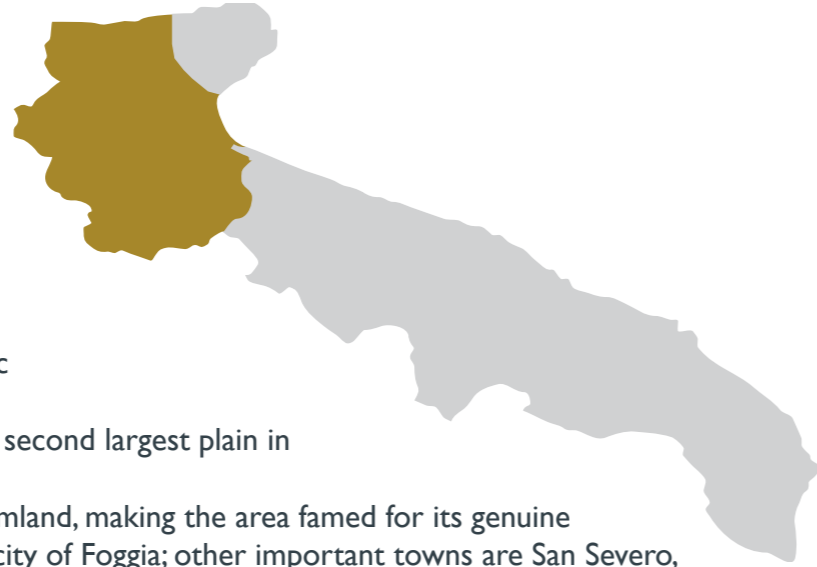 c
second largest plain in
mland, making the area famed for its genuine
city of Foggia; other important towns are San Severo,